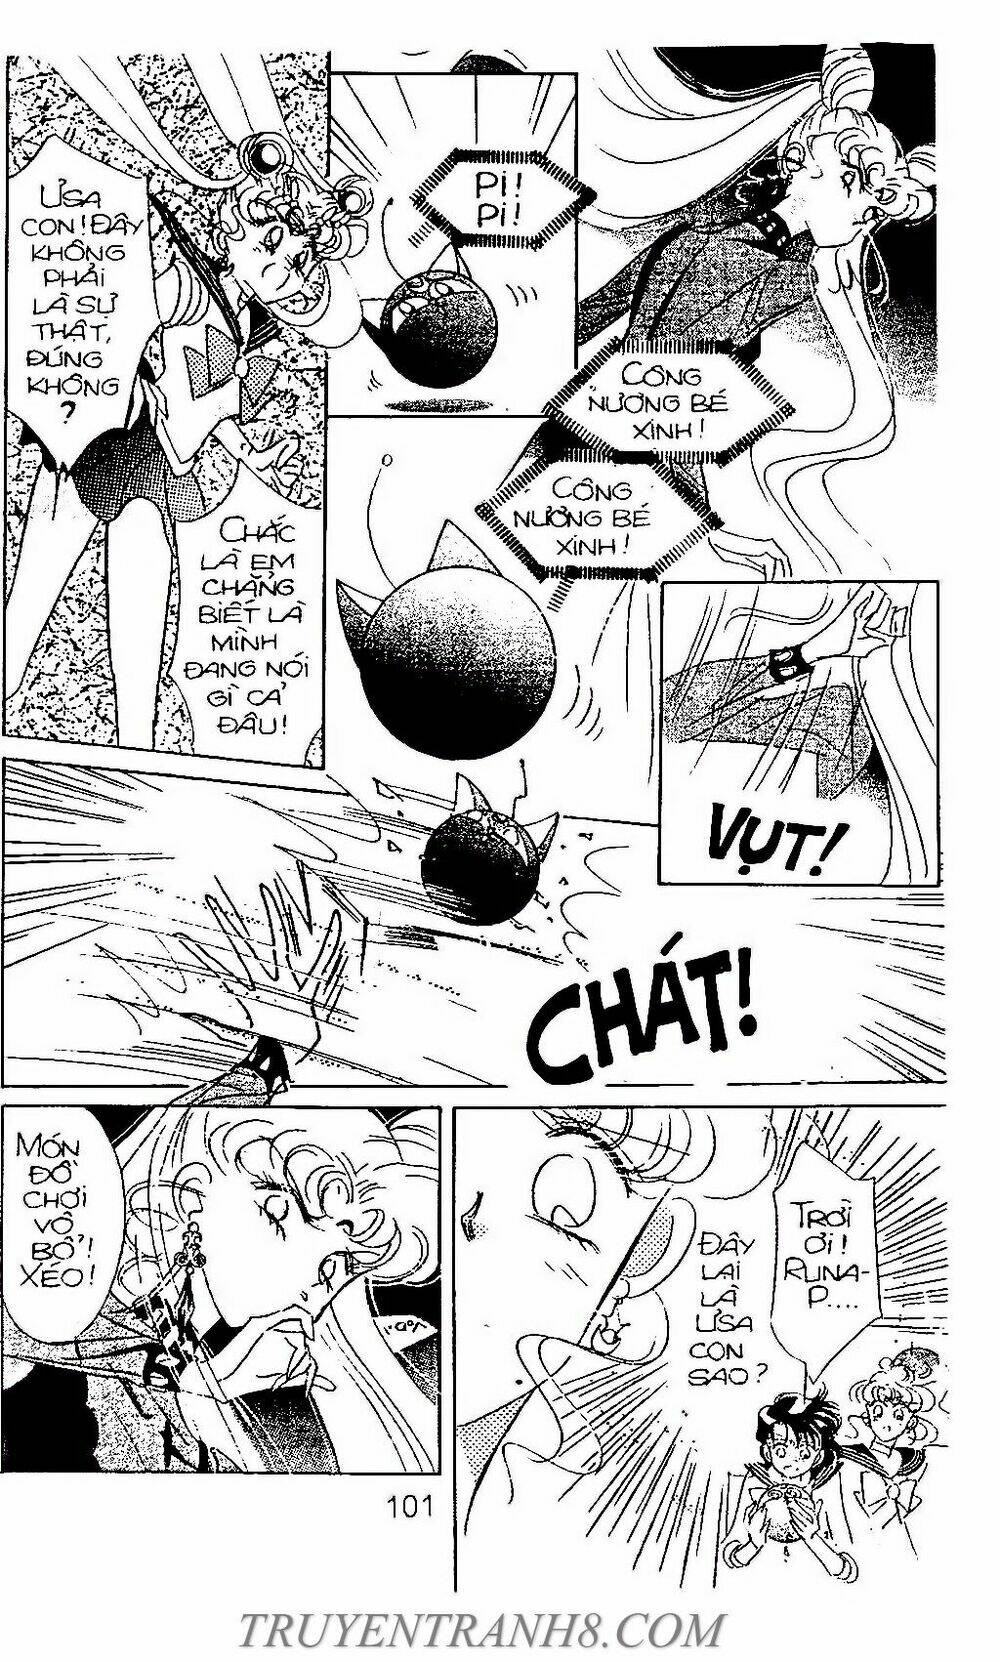 ƯSA
CON! ĐÂY
KHÔNG
PHẢI
LÀ SỰ
THẬT,
ĐÚNG
KHÔNG
?
CHẮC
LÀ EM
CHẲNG
BIẾT LÀ
MÌNH
ĐANG NÓI
GÌ CẢ
ĐÂU!
Pi!
Pi!
CÔNG
NƯƠNG BÉ
XINH!
CÔNG
NƯƠNG BÉ
XINH!
VỤT!
CHÁT!
MÓN
ĐỒ
CHƠI
VÔ
BỔ!
XÉO!
ĐÂY
LẠI
LÀ
ƯSA
CON
SAO?
TRỜI
ƠI!
RUNA-
P....
101
TRUYENTRANH8.COM